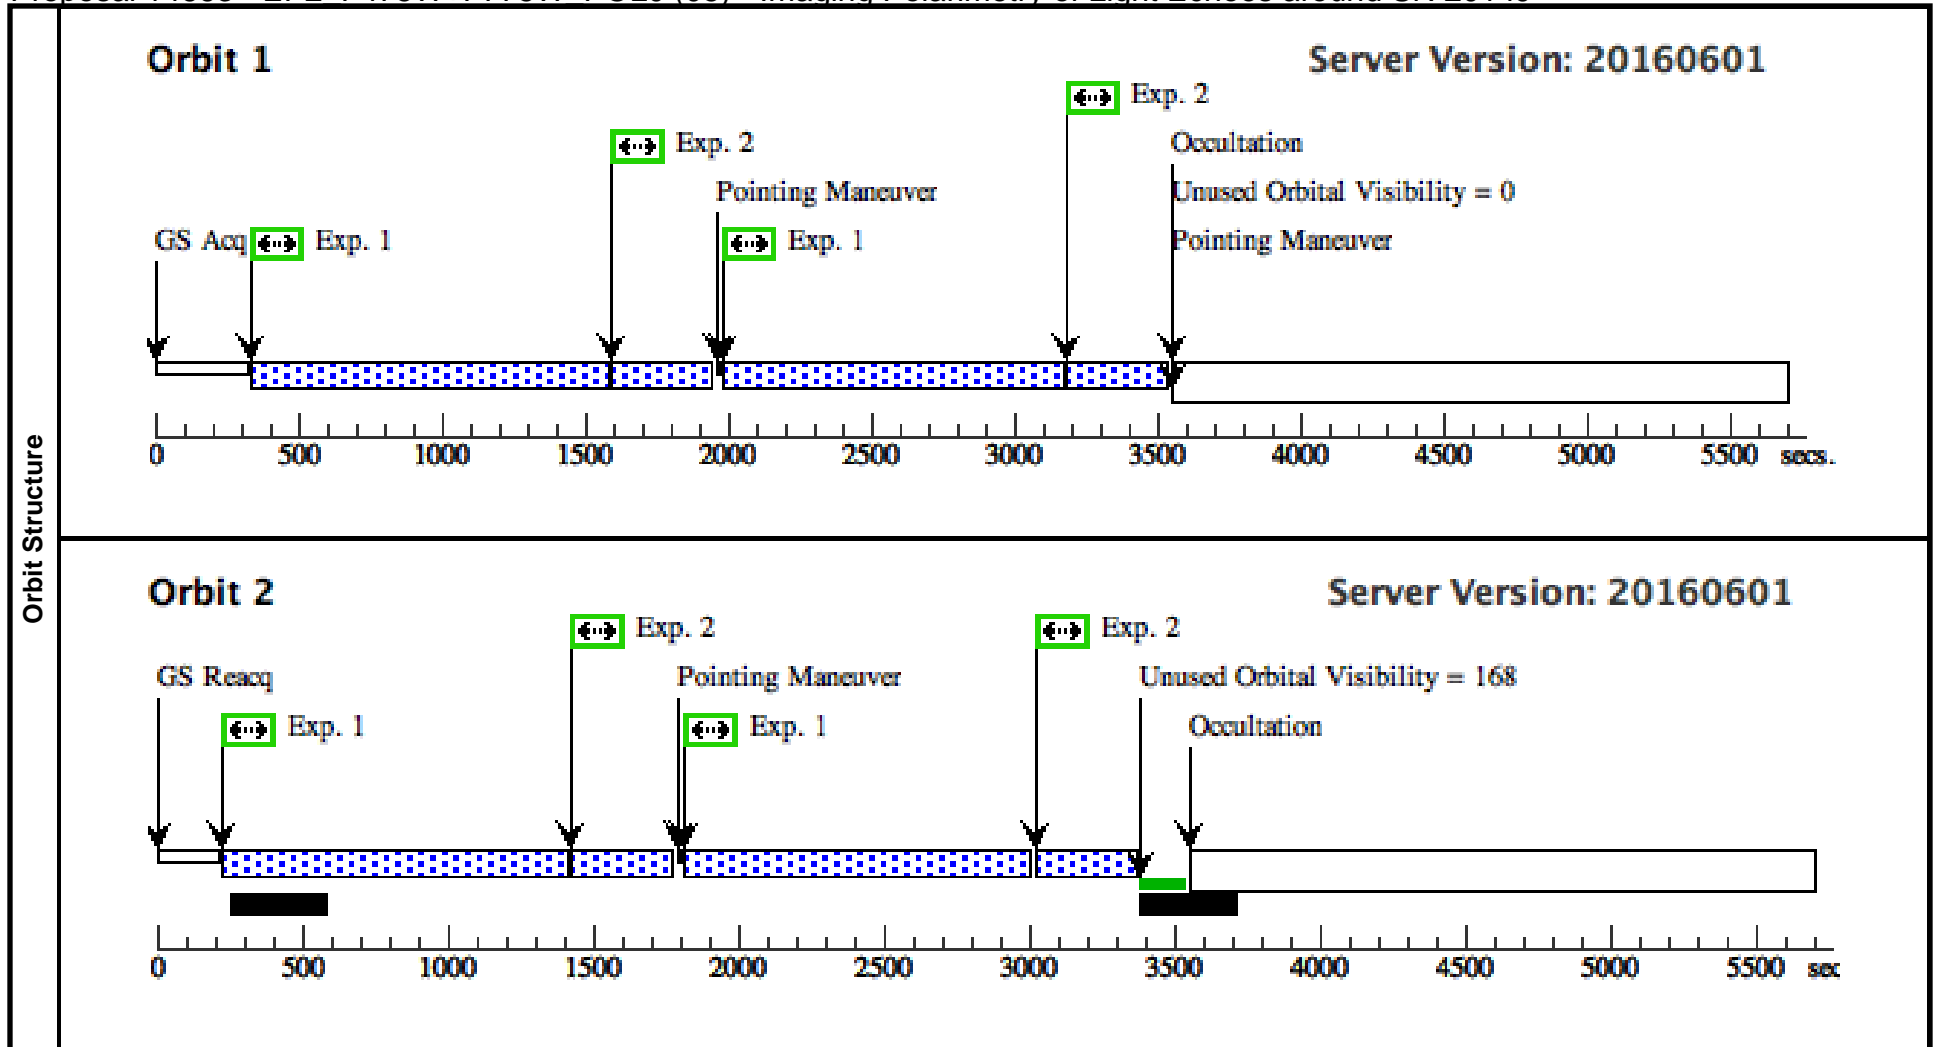 Orbit Structure
Orbit 1
Server Version: 20160601
Exp. 2
Exp. 2
Occultation
Pointing Maneuver
Unused Orbital Visibility = 0
GS Acq
Exp. 1
Exp. 1
Pointing Maneuver
0 500 1000 1500 2000 2500 3000 3500 4000 4500 5000 5500 secs.
Orbit 2
Server Version: 20160601
Exp. 2
Exp. 2
GS Reacq
Pointing Maneuver
Unused Orbital Visibility = 168
Exp. 1
Exp. 1
Occultation
0 500 1000 1500 2000 2500 3000 3500 4000 4500 5000 5500 sec